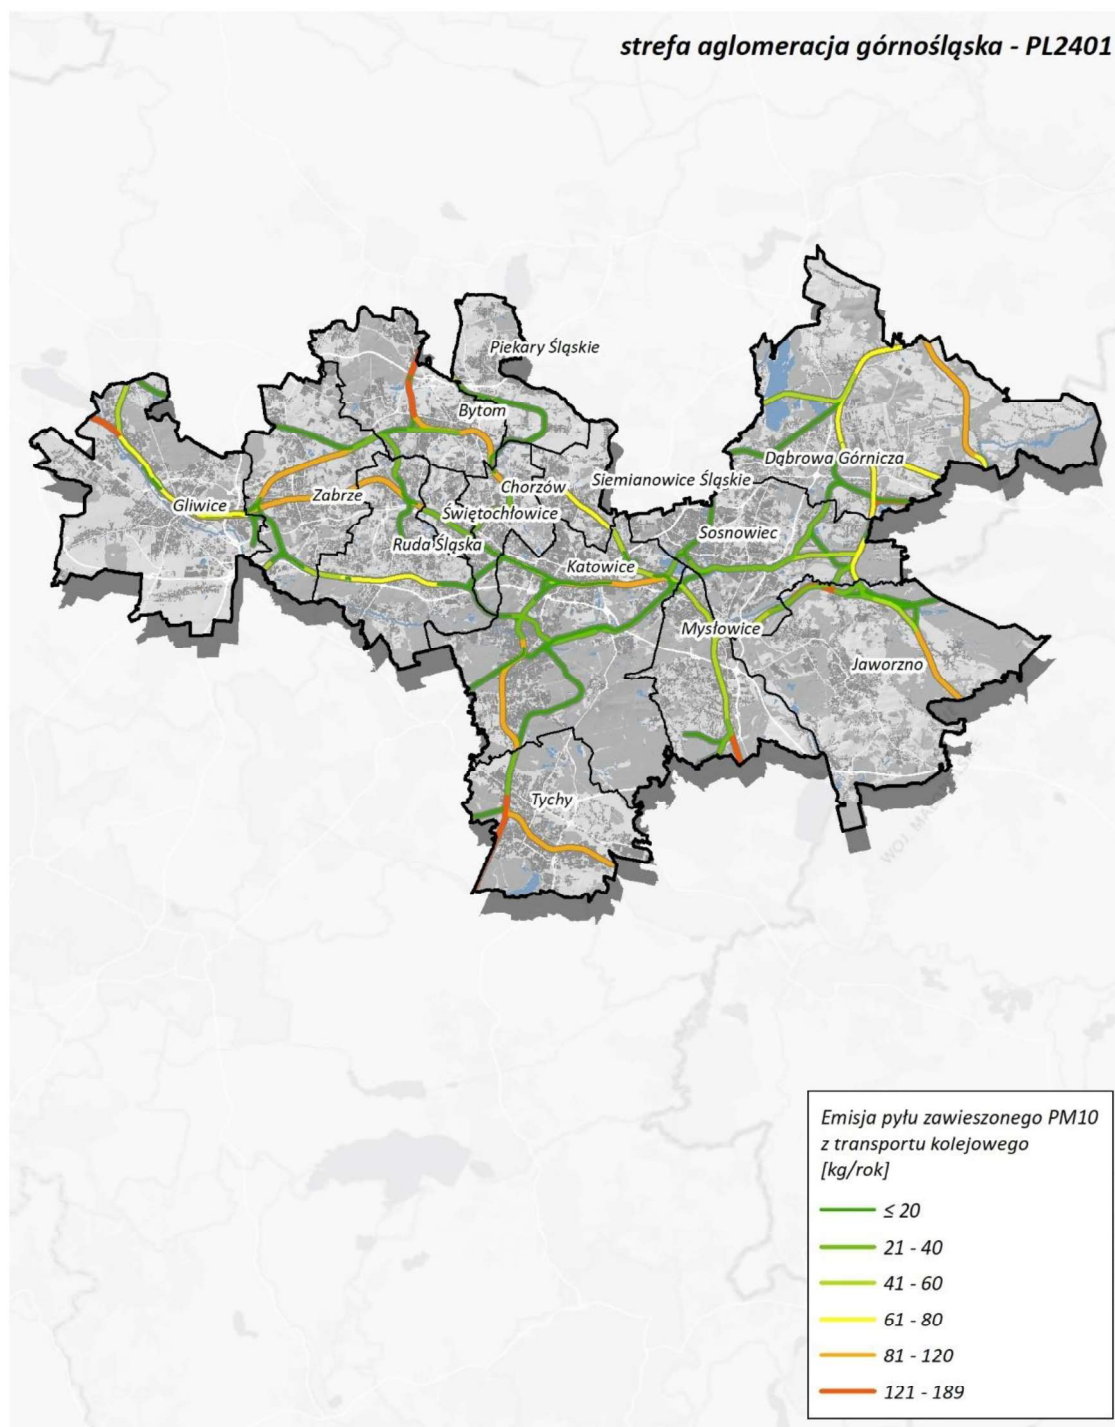 strefa aglomeracja górnośląska - PL2401
Piekary Śląskie
Bytom
Dąbrowa Górnicza
Siemianowice Śląskie
Chorzów
Zabrze
Gliwice
Świętochłowice
Sosnowiec
Ruda Śląska
Katowice
Mysłowice
Jaworzno
Tychy
Emisja pyłu zawieszonego PM10
z transportu kolejowego
[kg/rok]
≤ 20
21 - 40
41 - 60
61 - 80
81 - 120
121 - 189